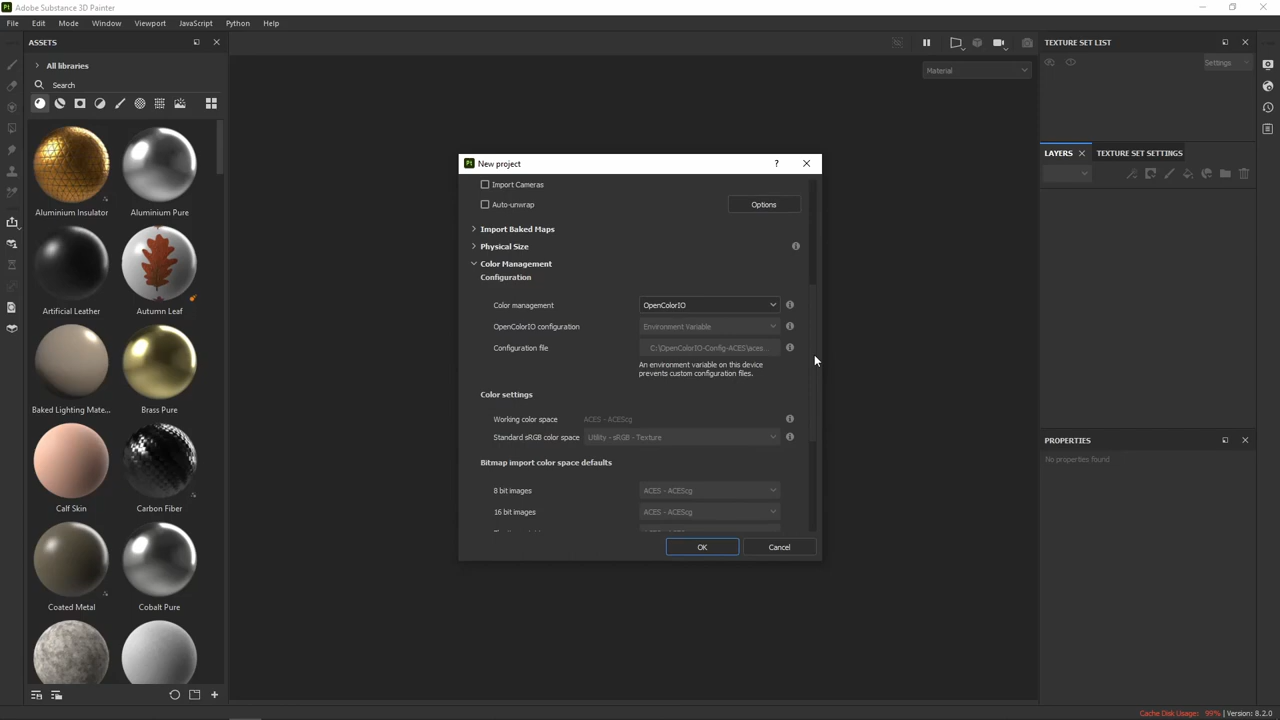 Adobe Substance 3D Painter
File Edit Mode Window Viewport JavaScript Python Help
ASSETS
All libraries
Search
Aluminium Insulator
Aluminium Pure
Artificial Leather
Autumn Leaf
Baked Lighting Mate...
Brass Pure
Calf Skin
Carbon Fiber
Coated Metal
Cobalt Pure
Material
New project
Import Cameras
Auto-unwrap
Options
Import Baked Maps
Physical Size
Color Management
Configuration
Color management
OpenColorIO
OpenColorIO configuration
Environment Variable
Configuration file
C:\OpenColorIO-Config-ACES\aces...
An environment variable on this device
prevents custom configuration files.
Color settings
Working color space
ACES - ACEScg
Standard sRGB color space
Utility - sRGB - Texture
Bitmap import color space defaults
8 bit images
ACES - ACEScg
16 bit images
ACES - ACEScg
OK
Cancel
TEXTURE SET LIST
Settings
LAYERS
TEXTURE SET SETTINGS
PROPERTIES
No properties found
Cache Disk Usage: 99% | Version: 8.2.0